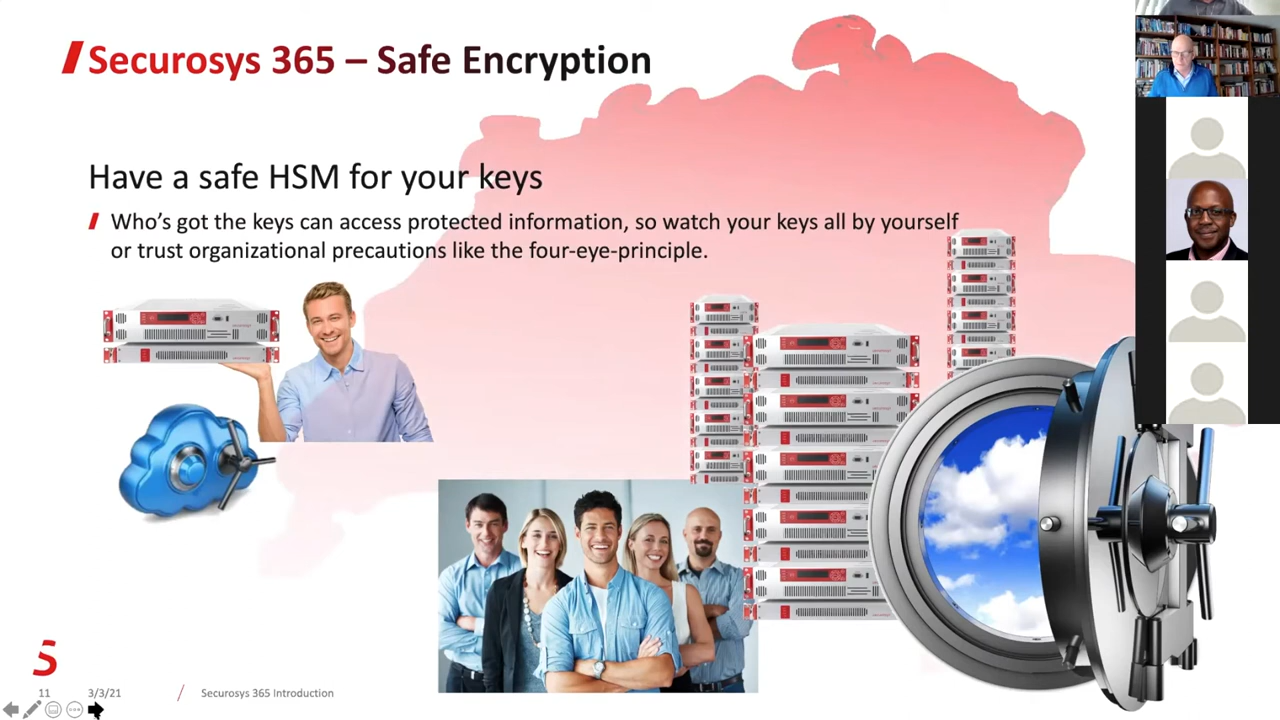 Securosys 365 – Safe Encryption
Have a safe HSM for your keys
Who's got the keys can access protected information, so watch your keys all by yourself
or trust organizational precautions like the four-eye-principle.
11
3/3/21
Securosys 365 Introduction